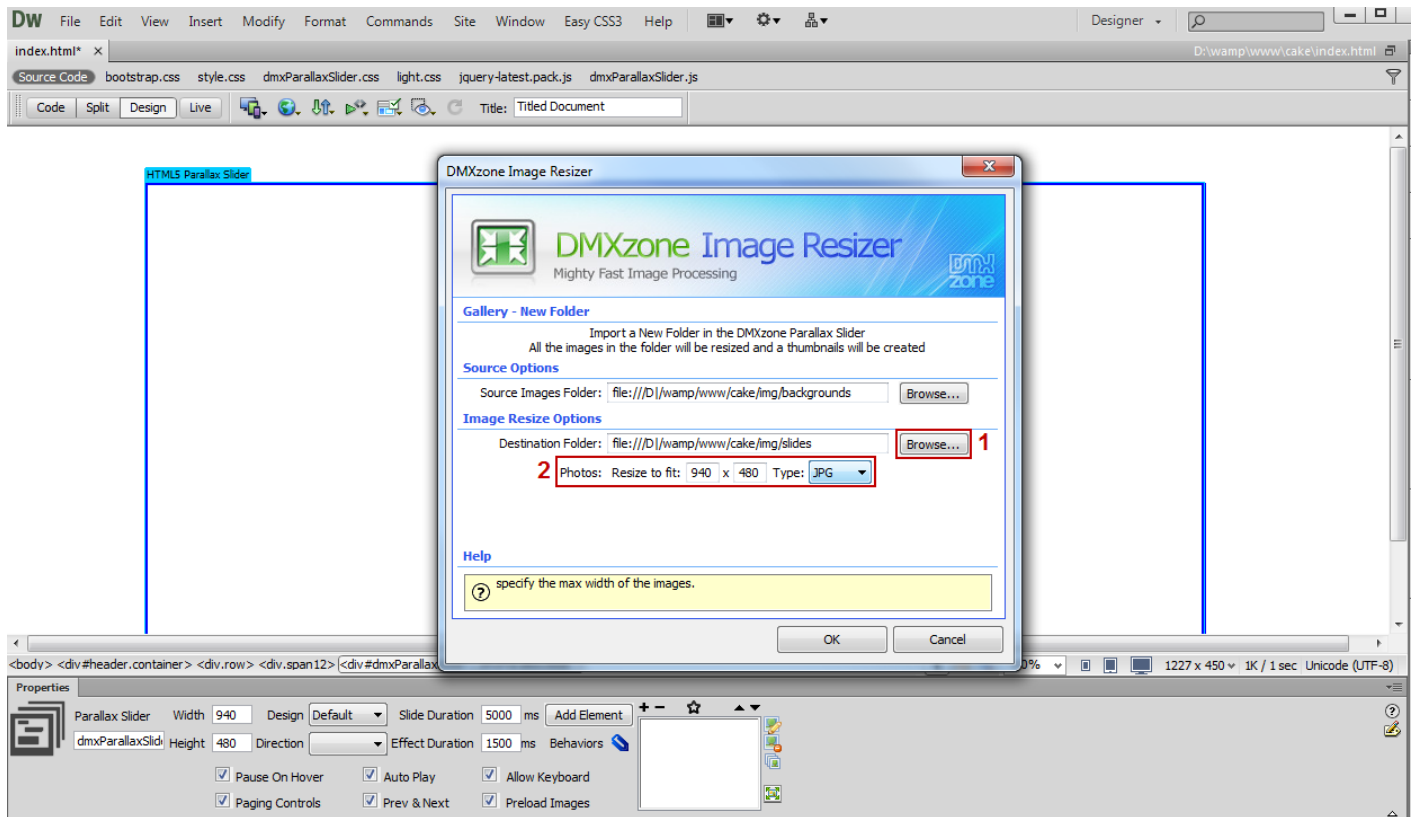 DW File Edit View Insert Modify Format Commands Site Window Easy CSS3 Help Designer
index.html* × D:\wamp\www\cake\index.html
Source Code bootstrap.css style.css dmxParallaxSlider.css light.css jquery-latest.pack.js dmxParallaxSlider.js
Code Split Design Live Title: Titled Document
HTML5 Parallax Slider
DMXzone Image Resizer
DMXzone Image Resizer
Mighty Fast Image Processing
DMX zone
Gallery - New Folder
Import a New Folder in the DMXzone Parallax Slider
All the images in the folder will be resized and a thumbnails will be created
Source Options
Source Images Folder: file:///D|/wamp/www/cake/img/backgrounds Browse...
Image Resize Options
Destination Folder: file:///D|/wamp/www/cake/img/slides Browse... 1
2 Photos: Resize to fit: 940 x 480 Type: JPG
Help
? specify the max width of the images.
OK Cancel
<body> <div#header.container> <div.row> <div.span12> <div#dmxParallax 0% 1227 x 450 1K / 1 sec Unicode (UTF-8)
Properties
Parallax Slider Width 940 Design Default Slide Duration 5000 ms Add Element
dmxParallaxSlid Height 480 Direction Effect Duration 1500 ms Behaviors
Pause On Hover Auto Play Allow Keyboard
Paging Controls Prev & Next Preload Images